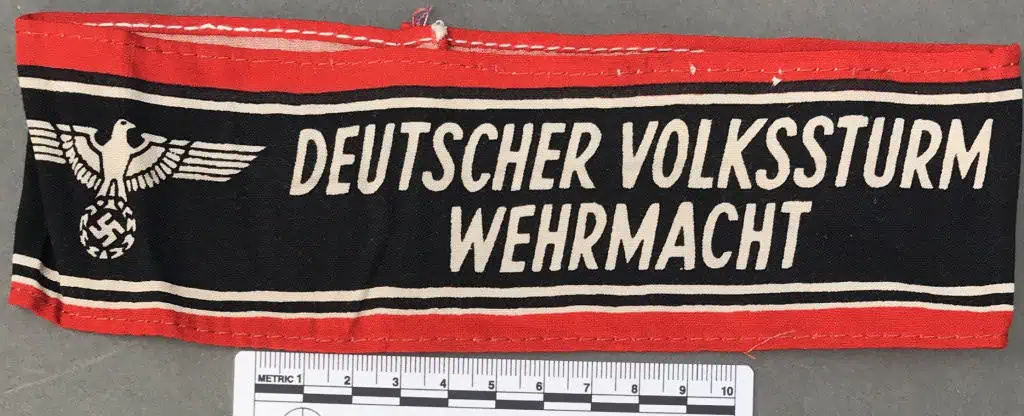 DEUTSCHER VOLKSSTURM
WEHRMACHT
METRIC 1 2 3 4 5 6 7 8 9 10